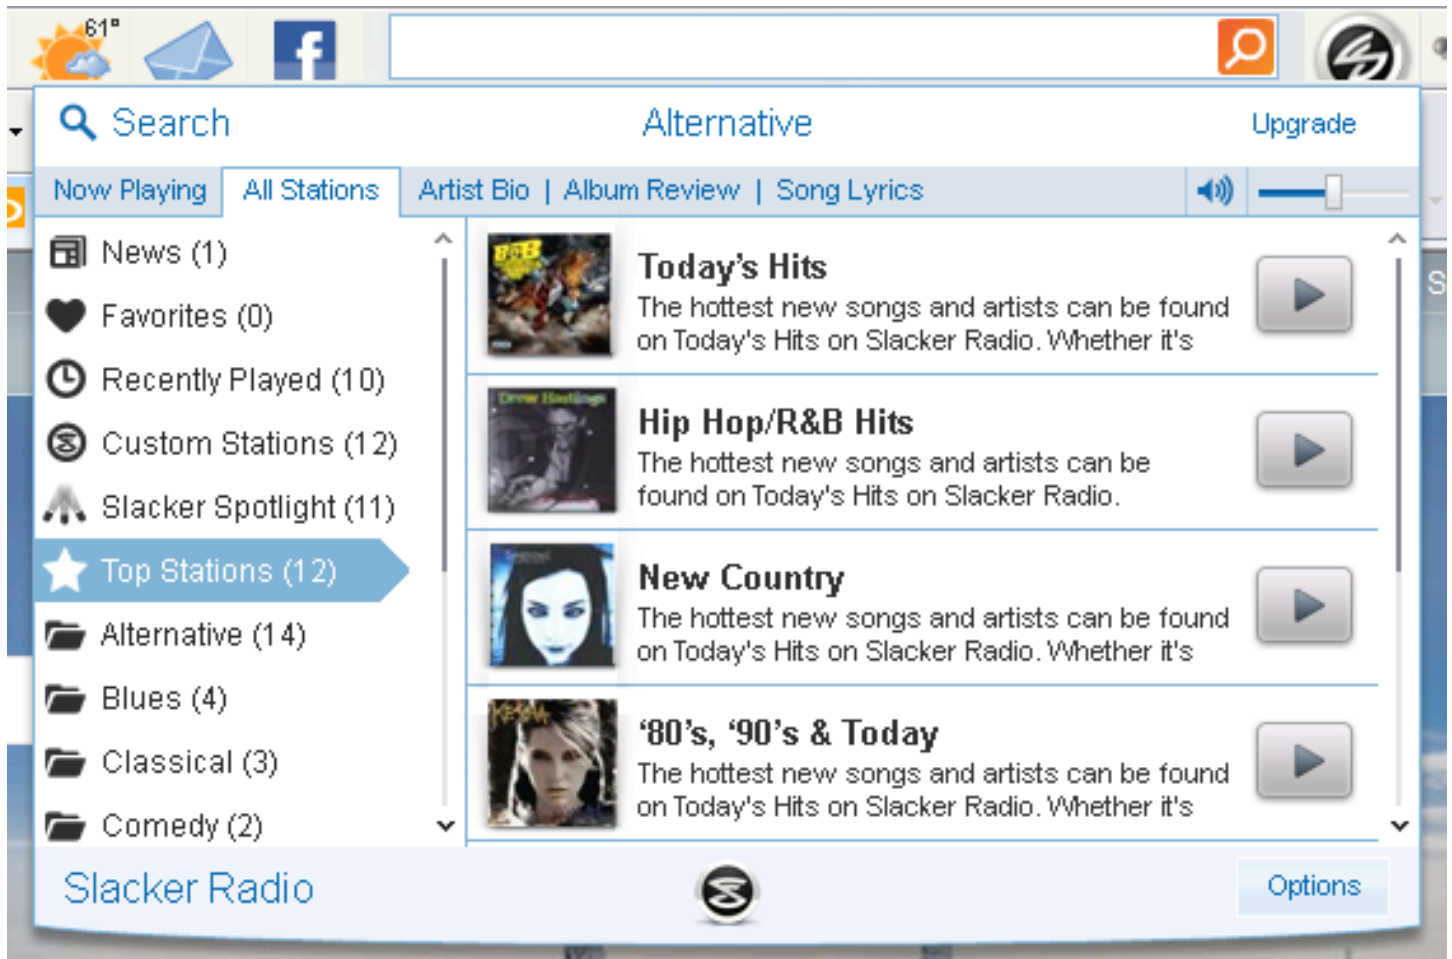 61°
Search
Alternative
Upgrade
Now Playing
All Stations
Artist Bio | Album Review | Song Lyrics
News (1)
Favorites (0)
Recently Played (10)
Custom Stations (12)
Slacker Spotlight (11)
Top Stations (12)
Alternative (14)
Blues (4)
Classical (3)
Comedy (2)
Today's Hits
The hottest new songs and artists can be found
on Today's Hits on Slacker Radio. Whether it's
Hip Hop/R&B Hits
The hottest new songs and artists can be
found on Today's Hits on Slacker Radio.
New Country
The hottest new songs and artists can be found
on Today's Hits on Slacker Radio. Whether it's
‘80’s, ‘90’s & Today
The hottest new songs and artists can be found
on Today's Hits on Slacker Radio. Whether it's
Slacker Radio
Options